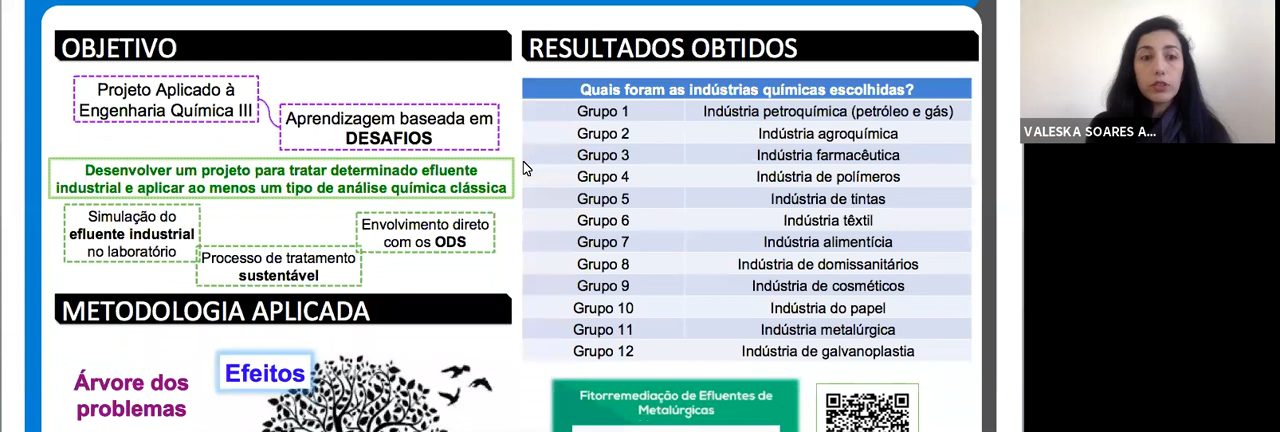 OBJETIVO
Projeto Aplicado à
Engenharia Química III
Aprendizagem baseada em
DESAFIOS
Desenvolver um projeto para tratar determinado efluente
industrial e aplicar ao menos um tipo de análise química clássica
Simulação do
efluente industrial
no laboratório
Envolvimento direto
com os ODS
Processo de tratamento
sustentável
METODOLOGIA APLICADA
Árvore dos
problemas
Efeitos
RESULTADOS OBTIDOS
Quais foram as indústrias químicas escolhidas?
Grupo 1 Indústria petroquímica (petróleo e gás)
Grupo 2 Indústria agroquímica
Grupo 3 Indústria farmacêutica
Grupo 4 Indústria de polímeros
Grupo 5 Indústria de tintas
Grupo 6 Indústria têxtil
Grupo 7 Indústria alimentícia
Grupo 8 Indústria de domissanitários
Grupo 9 Indústria de cosméticos
Grupo 10 Indústria do papel
Grupo 11 Indústria metalúrgica
Grupo 12 Indústria de galvanoplastia
Fitorremediação de Efluentes de
Metalúrgicas
VALESKA SOARES A...